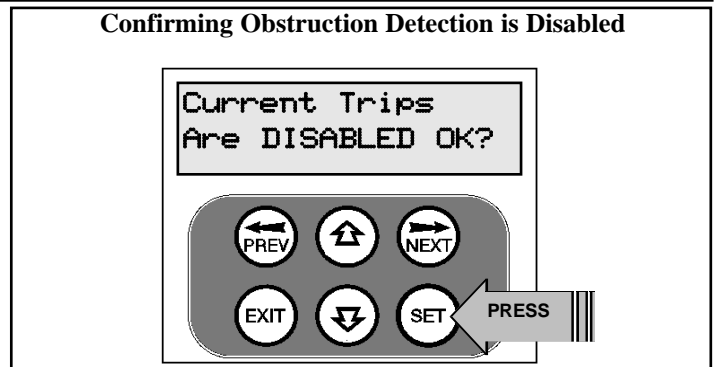 Confirming Obstruction Detection is Disabled
Current Trips
Are DISABLED OK?
PREV
NEXT
EXIT
SET
PRESS